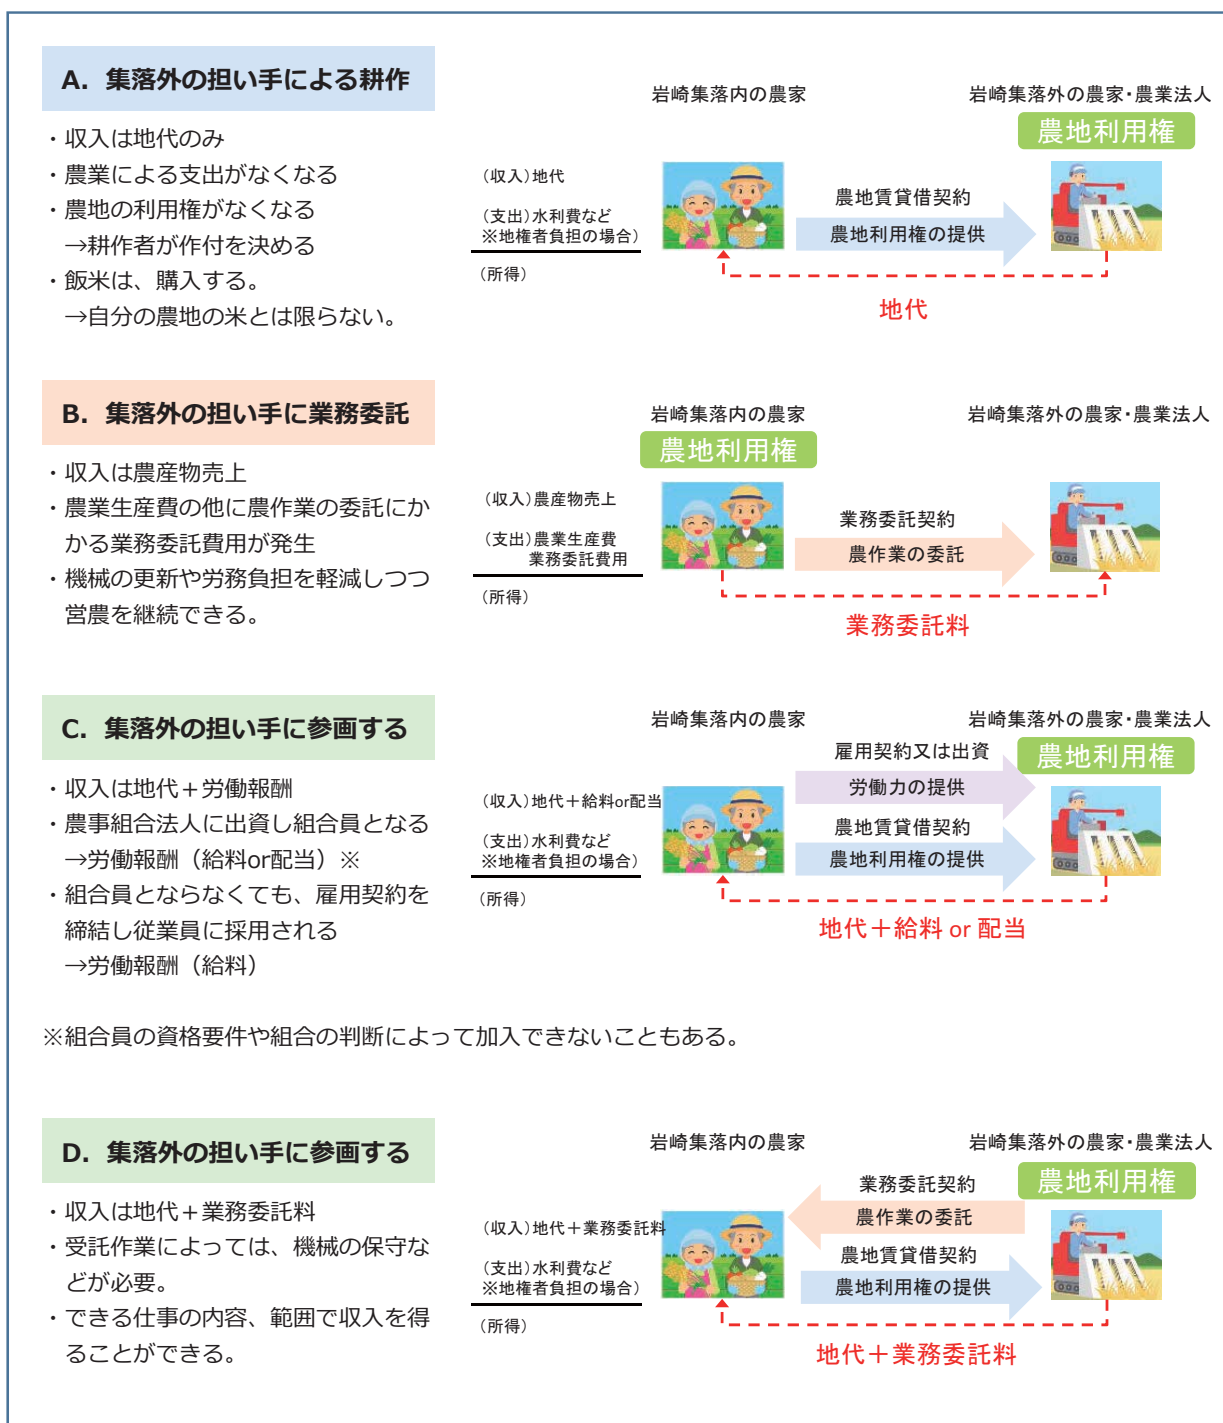 A. 集落外の担い手による耕作
・収入は地代のみ
・農業による支出がなくなる
・農地の利用権がなくなる
→耕作者が作付を決める
・飯米は、購入する。
→自分の農地の米とは限らない。
岩崎集落内の農家
岩崎集落外の農家・農業法人
農地利用権
(収入)地代
(支出)水利費など
※地権者負担の場合)
(所得)
農地賃貸借契約
農地利用権の提供
地代
B. 集落外の担い手に業務委託
・収入は農産物売上
・農業生産費の他に農作業の委託にか
かる業務委託費用が発生
・機械の更新や労務負担を軽減しつつ
営農を継続できる。
岩崎集落内の農家
農地利用権
岩崎集落外の農家・農業法人
(収入)農産物売上
(支出)農業生産費
業務委託費用
(所得)
業務委託契約
農作業の委託
業務委託料
C. 集落外の担い手に参画する
・収入は地代＋労働報酬
・農事組合法人に出資し組合員となる
→労働報酬（給料or配当）※
・組合員とならなくても、雇用契約を
締結し従業員に採用される
→労働報酬（給料）
岩崎集落内の農家
岩崎集落外の農家・農業法人
農地利用権
(収入)地代＋給料or配当
(支出)水利費など
※地権者負担の場合)
(所得)
雇用契約又は出資
労働力の提供
農地賃貸借契約
農地利用権の提供
地代＋給料 or 配当
※組合員の資格要件や組合の判断によって加入できないこともある。
D. 集落外の担い手に参画する
・収入は地代＋業務委託料
・受託作業によっては、機械の保守な
どが必要。
・できる仕事の内容、範囲で収入を得
ることができる。
岩崎集落内の農家
岩崎集落外の農家・農業法人
農地利用権
(収入)地代＋業務委託料
(支出)水利費など
※地権者負担の場合)
(所得)
業務委託契約
農作業の委託
農地賃貸借契約
農地利用権の提供
地代＋業務委託料